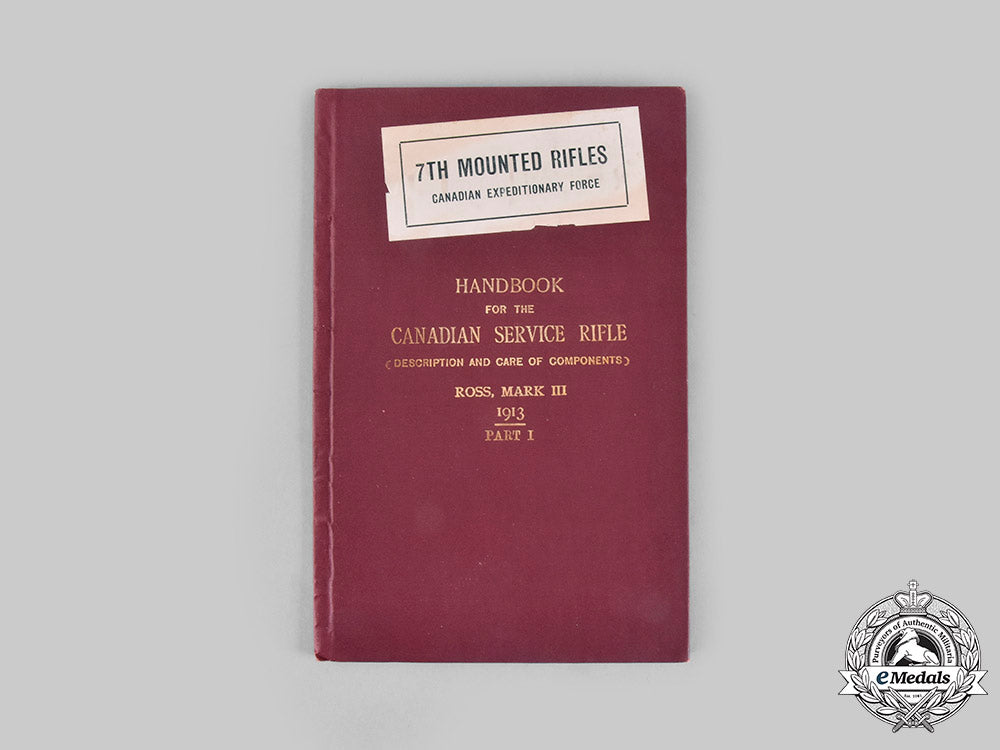 7TH MOUNTED RIFLES
CANADIAN EXPEDITIONARY FORCE
HANDBOOK
FOR THE
CANADIAN SERVICE RIFLE
(DESCRIPTION AND CARE OF COMPONENTS)
ROSS, MARK III
1913
PART I
Purveyors of Authentic Militaria
eMedals